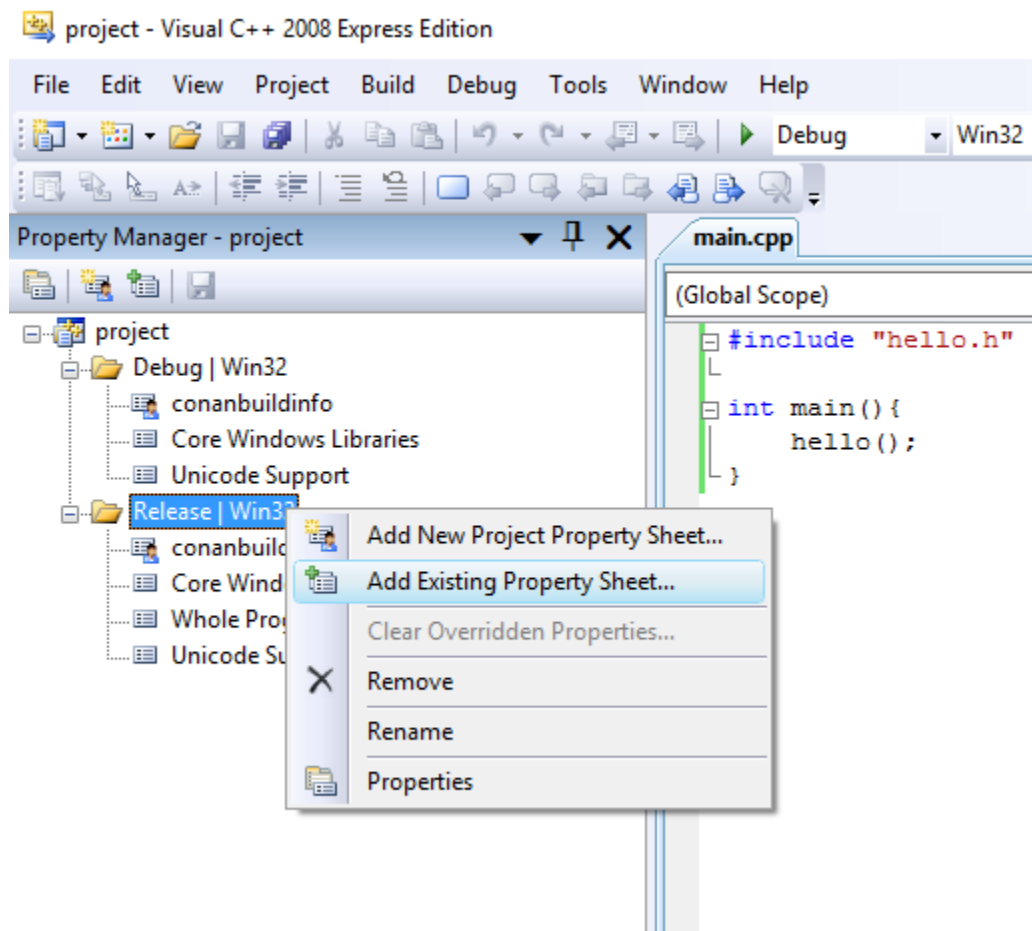 project - Visual C++ 2008 Express Edition
File Edit View Project Build Debug Tools Window Help
Debug Win32
Property Manager - project
main.cpp
(Global Scope)
project
Debug | Win32
conanbuildinfo
Core Windows Libraries
Unicode Support
Release | Win32
conanbuild
Core Wind
Whole Pro
Unicode Su
Add New Project Property Sheet...
Add Existing Property Sheet...
Clear Overridden Properties...
Remove
Rename
Properties
#include "hello.h"
int main(){
hello();
}